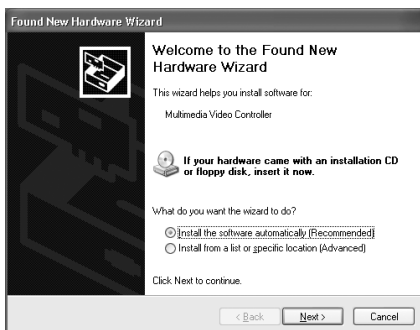 Found New Hardware Wizard
Welcome to the Found New
Hardware Wizard
This wizard helps you install software for:
Multimedia Video Controller
If your hardware came with an installation CD
or floppy disk, insert it now.
What do you want the wizard to do?
Install the software automatically (Recommended)
Install from a list or specific location (Advanced)
Click Next to continue.
< Back Next > Cancel